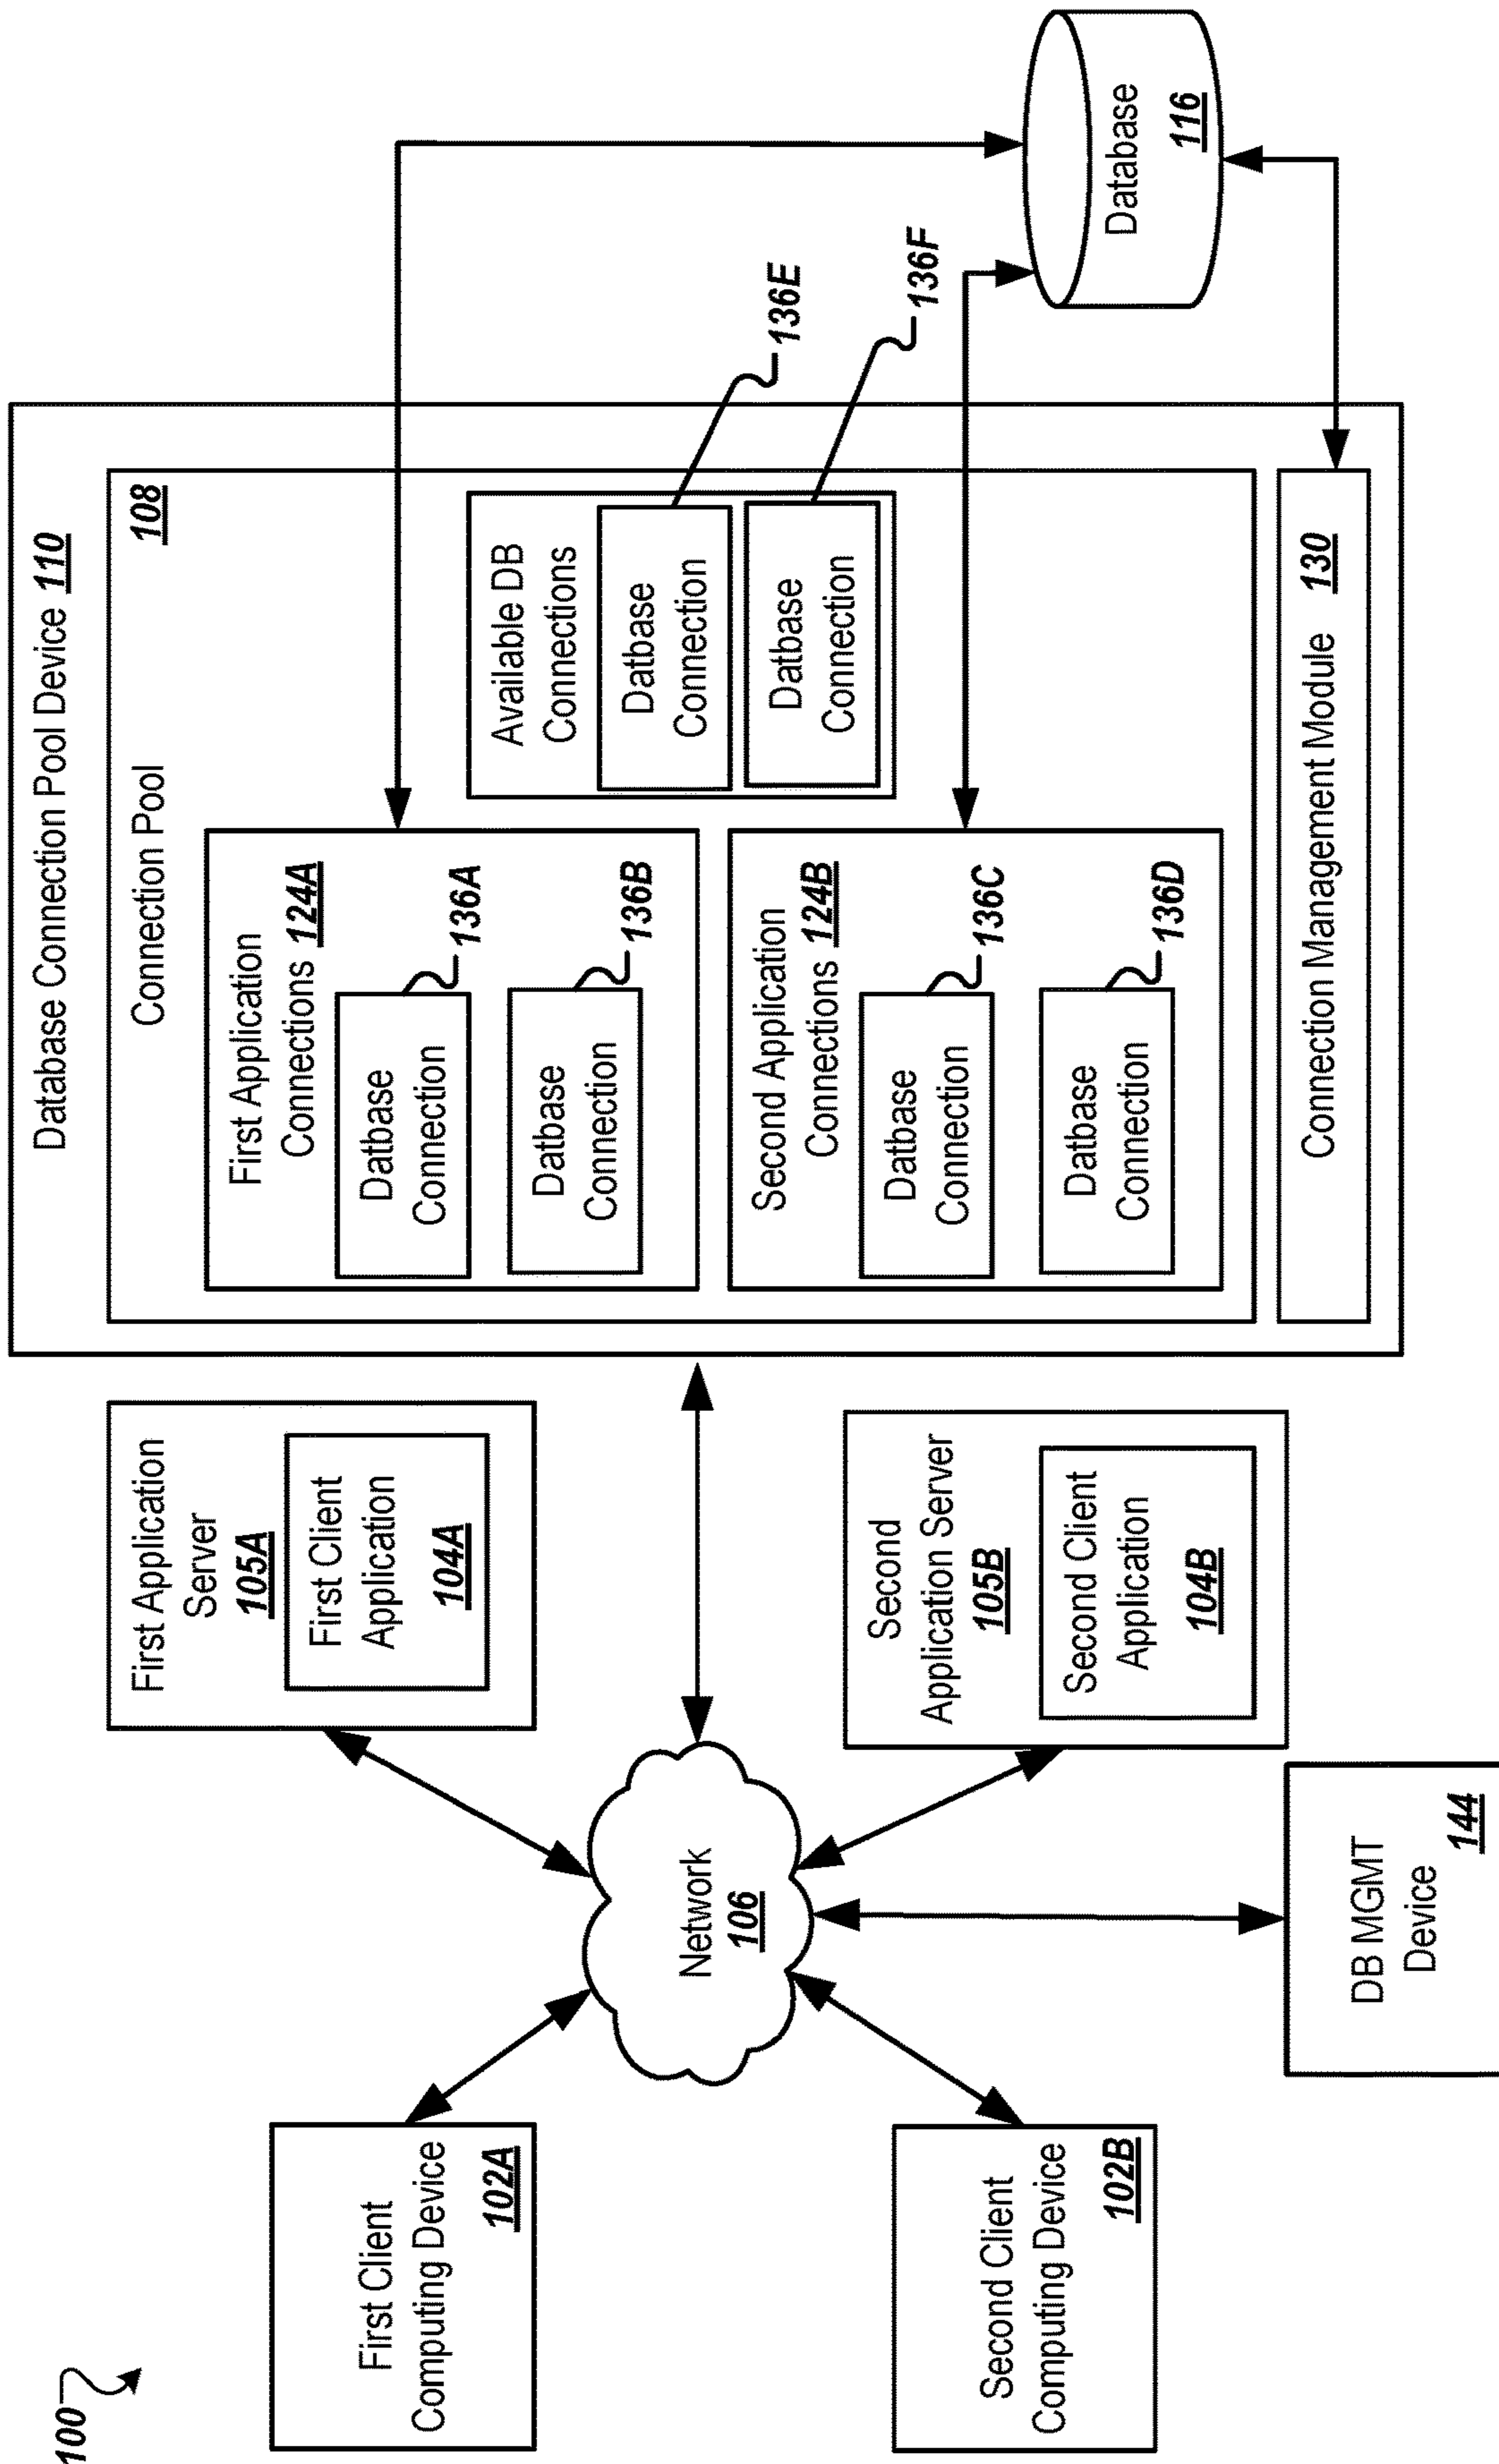 100
First Client
Computing Device
102A
Second Client
Computing Device
102B
Network
106
DB MGMT
Device
144
First Application
Server
105A
First Client
Application
104A
Second
Application Server
105B
Second Client
Application
104B
Database Connection Pool Device 110
Connection Pool
108
First Application
Connections 124A
Datbase
Connection
136A
Datbase
Connection
136B
Second Application
Connections 124B
Datbase
Connection
136C
Datbase
Connection
136D
Available DB
Connections
Datbase
Connection
136E
Datbase
Connection
136F
Connection Management Module 130
Database
116